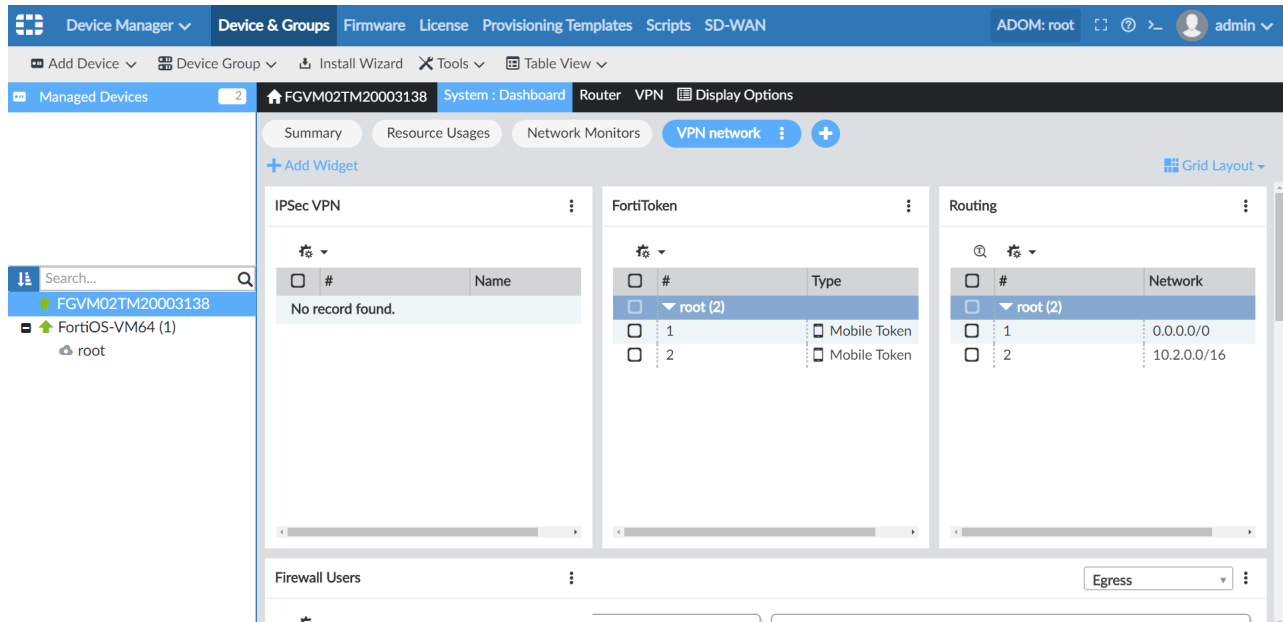 Device Manager Device & Groups Firmware License Provisioning Templates Scripts SD-WAN ADOM: root admin
Add Device Device Group Install Wizard Tools Table View
Managed Devices 2 FGVM02TM20003138 System : Dashboard Router VPN Display Options
Summary Resource Usages Network Monitors VPN network
Add Widget Grid Layout
IPSec VPN FortiToken Routing
Search... # Name # Type # Network
FGVM02TM20003138 No record found. root (2) root (2)
FortiOS-VM64 (1) 1 Mobile Token 1 0.0.0.0/0
root 2 Mobile Token 2 10.2.0.0/16
Firewall Users Egress